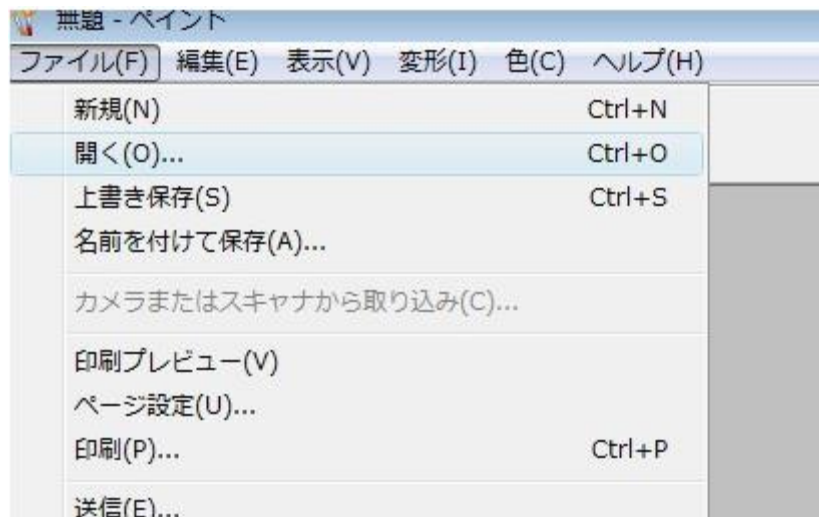 無題 - ペイント
ファイル(F) 編集(E) 表示(V) 変形(I) 色(C) ヘルプ(H)
新規(N) Ctrl+N
開く(O)... Ctrl+O
上書き保存(S) Ctrl+S
名前を付けて保存(A)...
カメラまたはスキャナから取り込み(C)...
印刷プレビュー(V)
ページ設定(U)...
印刷(P)... Ctrl+P
送信(E)...